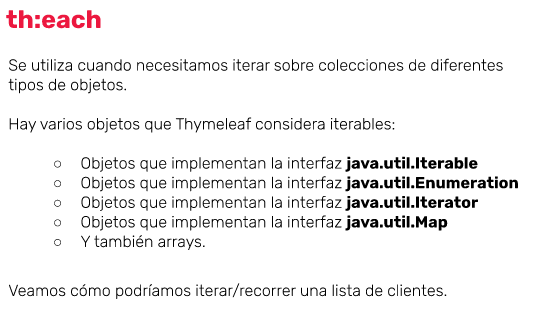 th:each
Se utiliza cuando necesitamos iterar sobre colecciones de diferentes
tipos de objetos.
Hay varios objetos que Thymeleaf considera iterables:
○ Objetos que implementan la interfaz java.util.Iterable
○ Objetos que implementan la interfaz java.util.Enumeration
○ Objetos que implementan la interfaz java.util.Iterator
○ Objetos que implementan la interfaz java.util.Map
○ Y también arrays.
Veamos cómo podríamos iterar/recorrer una lista de clientes.